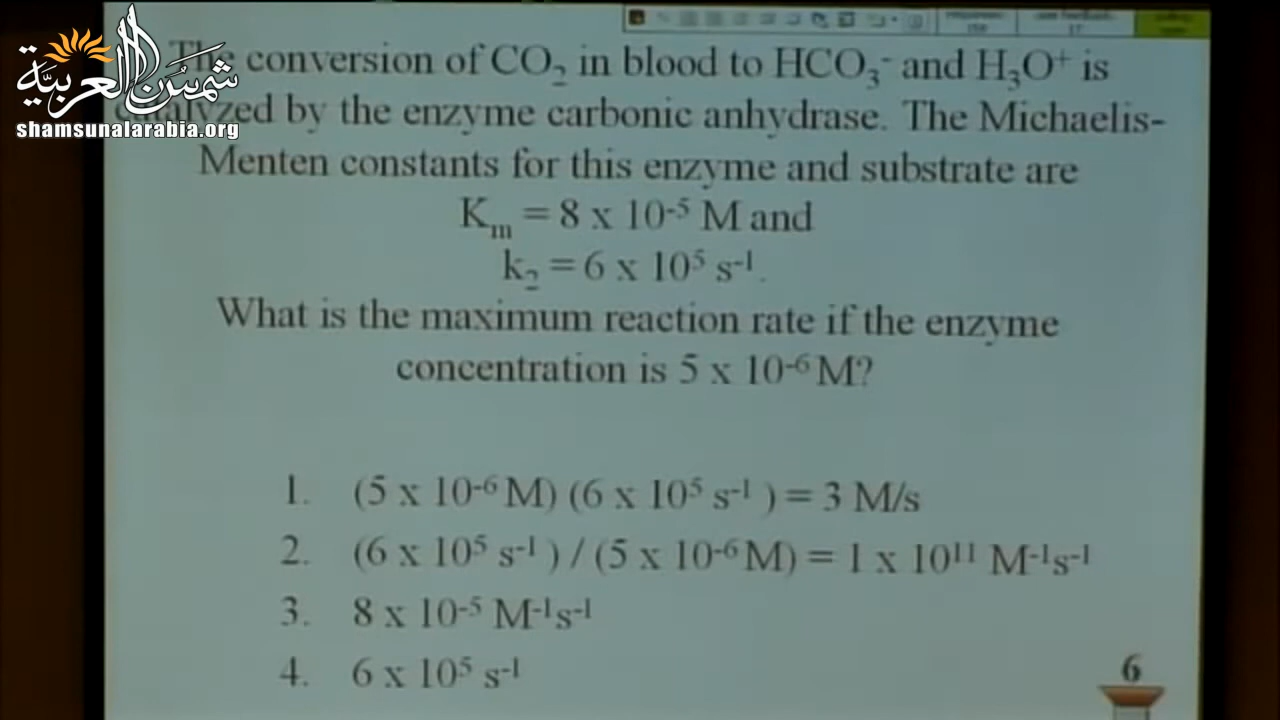 شمس العربية
shamsunalarabia.org
The conversion of CO₂ in blood to HCO₃⁻ and H₃O⁺ is
by the enzyme carbonic anhydrase. The Michaelis-
Menten constants for this enzyme and substrate are
Kₘ = 8 x 10⁻⁵ M and
k₂ = 6 x 10⁵ s⁻¹.
What is the maximum reaction rate if the enzyme
concentration is 5 x 10⁻⁶ M?
1. (5 x 10⁻⁶ M) (6 x 10⁵ s⁻¹ ) = 3 M/s
2. (6 x 10⁵ s⁻¹ ) / (5 x 10⁻⁶ M) = 1 x 10¹¹ M⁻¹s⁻¹
3. 8 x 10⁻⁵ M⁻¹s⁻¹
4. 6 x 10⁵ s⁻¹
6